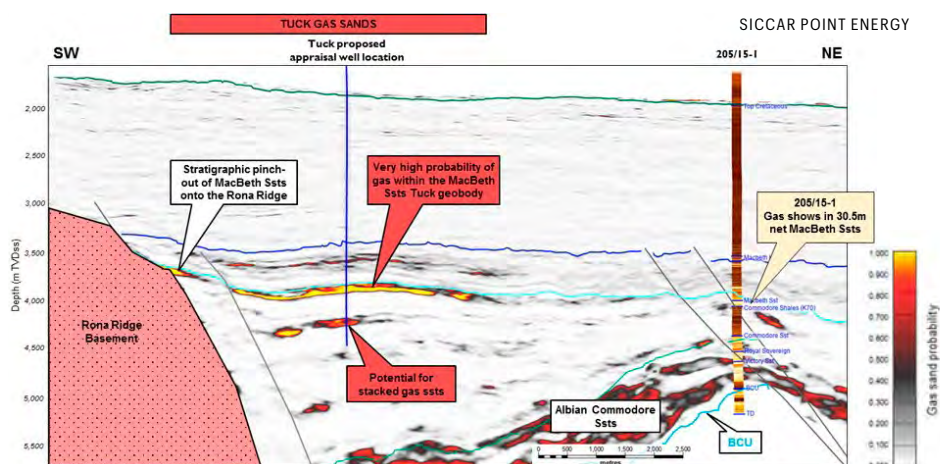 TUCK GAS SANDS
SICCAR POINT ENERGY
SW
Tuck proposed
appraisal well location
205/15-1
NE
Top Cretaceous
2,000
2,500
3,000
3,500
4,000
4,500
5,000
5,500
Depth (m TVDss)
Stratigraphic pinch-
out of MacBeth Ssts
onto the Rona Ridge
Very high probability of
gas within the MacBeth
Ssts Tuck geobody
205/15-1
Gas shows in 30.5m
net MacBeth Ssts
Macbeth
Macbeth Sst
Commodore Shales (K70)
Commodore Sst
Royal Sovereign
Victory Sst
BCU
TD
Rona Ridge
Basement
Potential for
stacked gas ssts
Albian Commodore
Ssts
BCU
0
500
1,000
1,500
2,000
2,500
metres
1.000
0.900
0.800
0.700
0.600
0.500
0.400
0.300
0.200
0.100
0.000
Gas sand probability